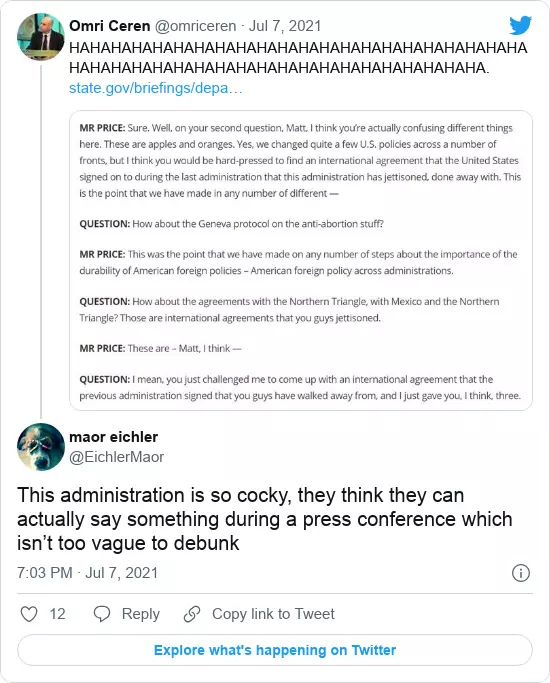 Omri Ceren @omriceren · Jul 7, 2021
HAHAHAHAHAHAHAHAHAHAHAHAHAHAHAHAHAHAHAHAHAHA
HAHAHAHAHAHAHAHAHAHAHAHAHAHAHAHAHAHAHAHA.
state.gov/briefings/depa…
MR PRICE: Sure. Well, on your second question, Matt, I think you're actually confusing different things
here. These are apples and oranges. Yes, we changed quite a few U.S. policies across a number of
fronts, but I think you would be hard-pressed to find an international agreement that the United States
signed on to during the last administration that this administration has jettisoned, done away with. This
is the point that we have made in any number of different —
QUESTION: How about the Geneva protocol on the anti-abortion stuff?
MR PRICE: This was the point that we have made on any number of steps about the importance of the
durability of American foreign policies – American foreign policy across administrations.
QUESTION: How about the agreements with the Northern Triangle, with Mexico and the Northern
Triangle? Those are international agreements that you guys jettisoned.
MR PRICE: These are – Matt, I think —
QUESTION: I mean, you just challenged me to come up with an international agreement that the
previous administration signed that you guys have walked away from, and I just gave you, I think, three.
maor eichler
@EichlerMaor
This administration is so cocky, they think they can
actually say something during a press conference which
isn't too vague to debunk
7:03 PM · Jul 7, 2021
12 Reply Copy link to Tweet
Explore what's happening on Twitter